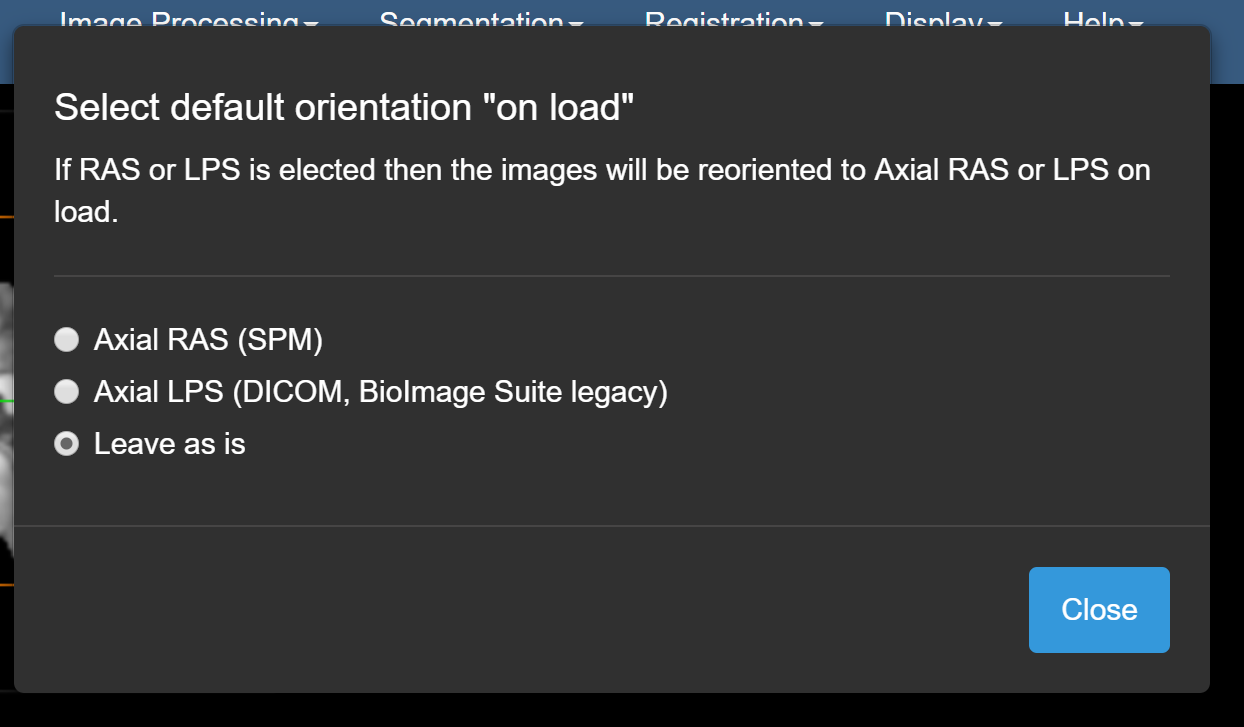 Image Processing Segmentation Registration Display Help
Select default orientation "on load"
If RAS or LPS is elected then the images will be reoriented to Axial RAS or LPS on
load.
Axial RAS (SPM)
Axial LPS (DICOM, BioImage Suite legacy)
Leave as is
Close